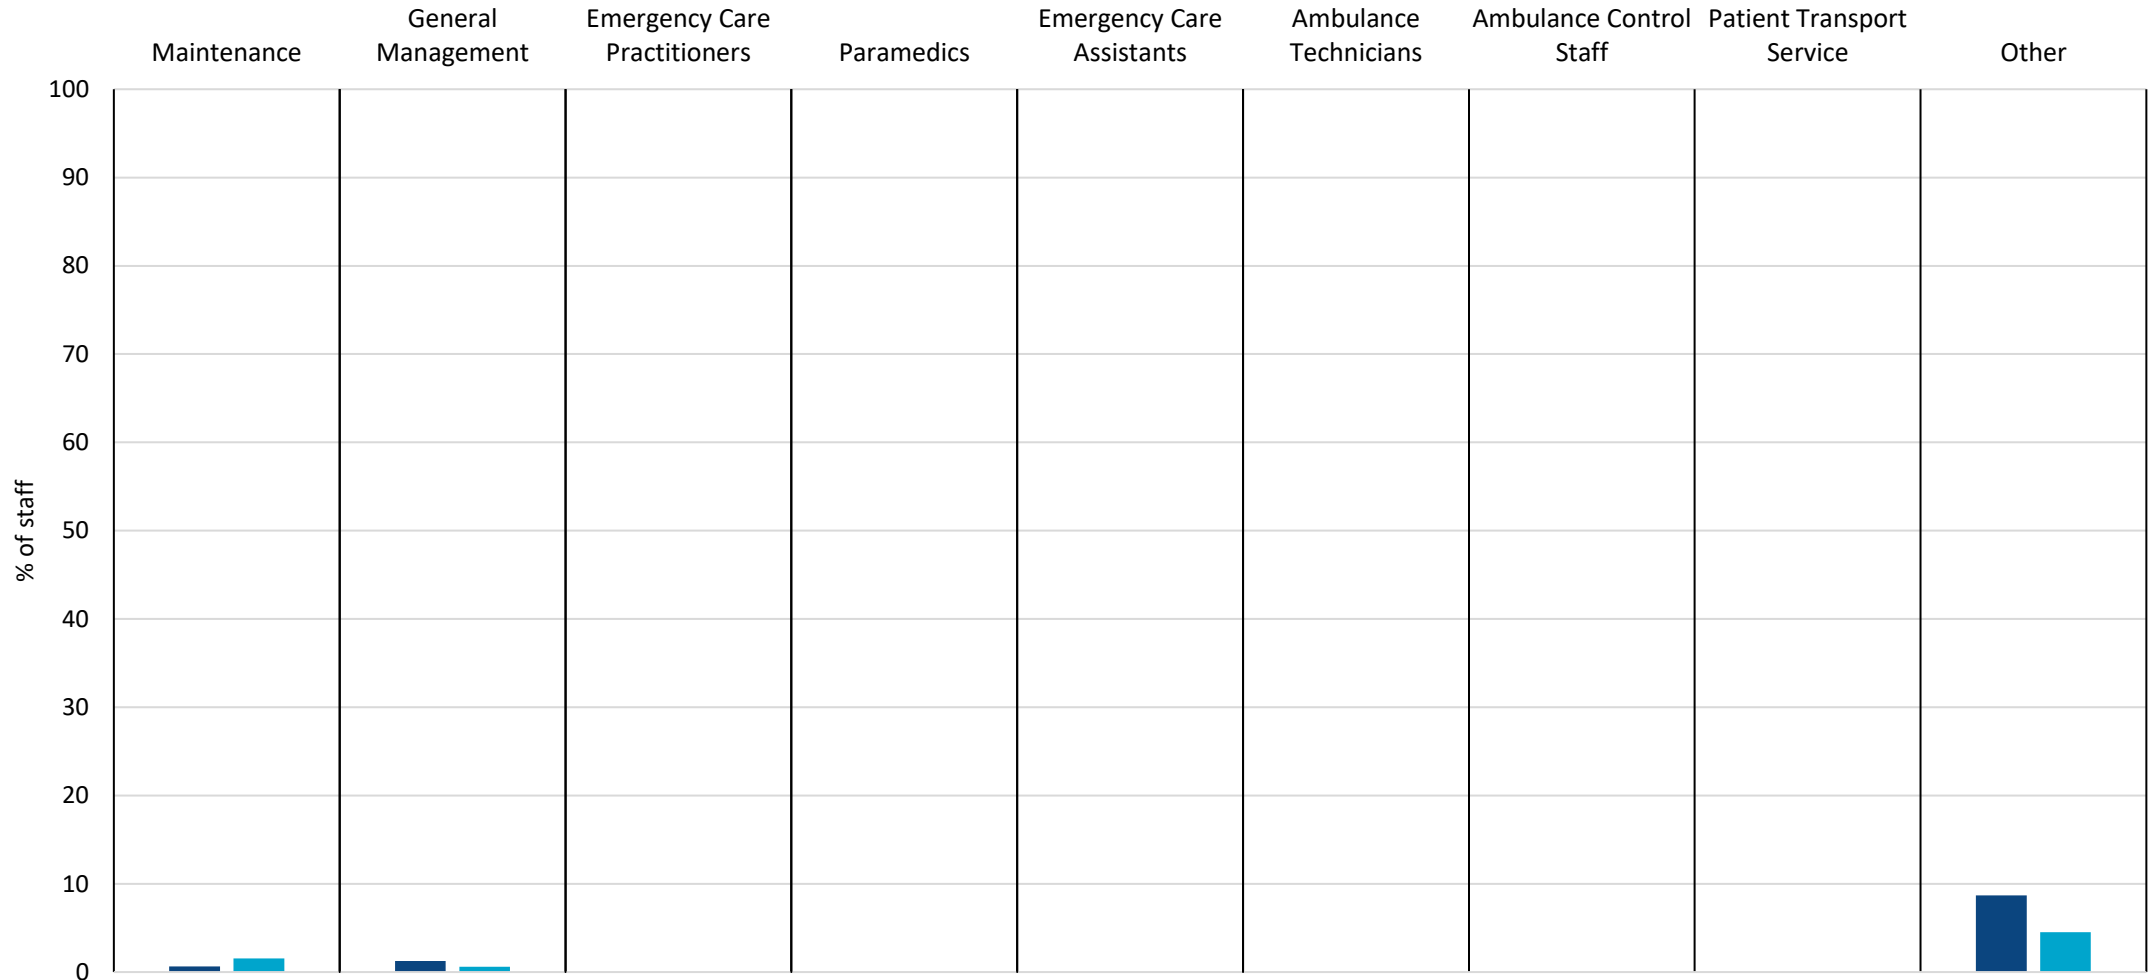 Maintenance
General
Management
Emergency Care
Practitioners
Paramedics
Emergency Care
Assistants
Ambulance
Technicians
Ambulance Control
Staff
Patient Transport
Service
Other
% of staff
100
90
80
70
60
50
40
30
20
10
0